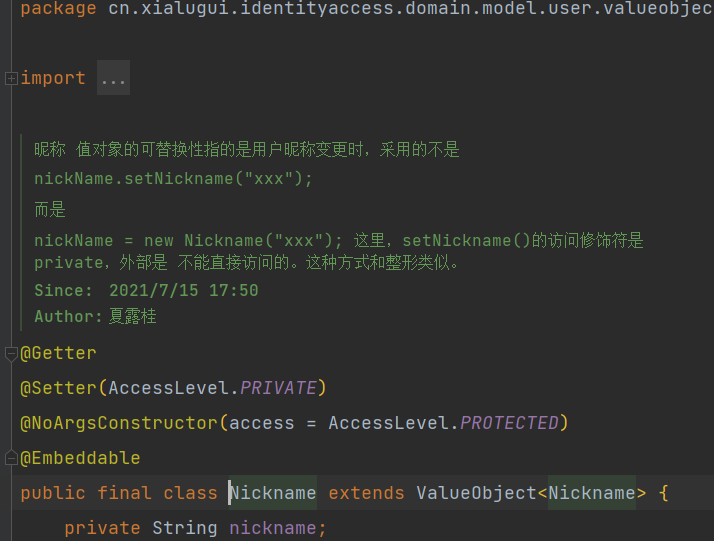 package cn.xialugui.identityaccess.domain.model.user.valueobjec
import ...
昵称 值对象的可替换性指的是用户昵称变更时，采用的不是
nickName.setNickname("xxx");
而是
nickName = new Nickname("xxx"); 这里，setNickname()的访问修饰符是
private，外部是 不能直接访问的。这种方式和整形类似。
Since: 2021/7/15 17:50
Author: 夏露桂
@Getter
@Setter(AccessLevel.PRIVATE)
@NoArgsConstructor(access = AccessLevel.PROTECTED)
@Embeddable
public final class Nickname extends ValueObject<Nickname> {
private String nickname;